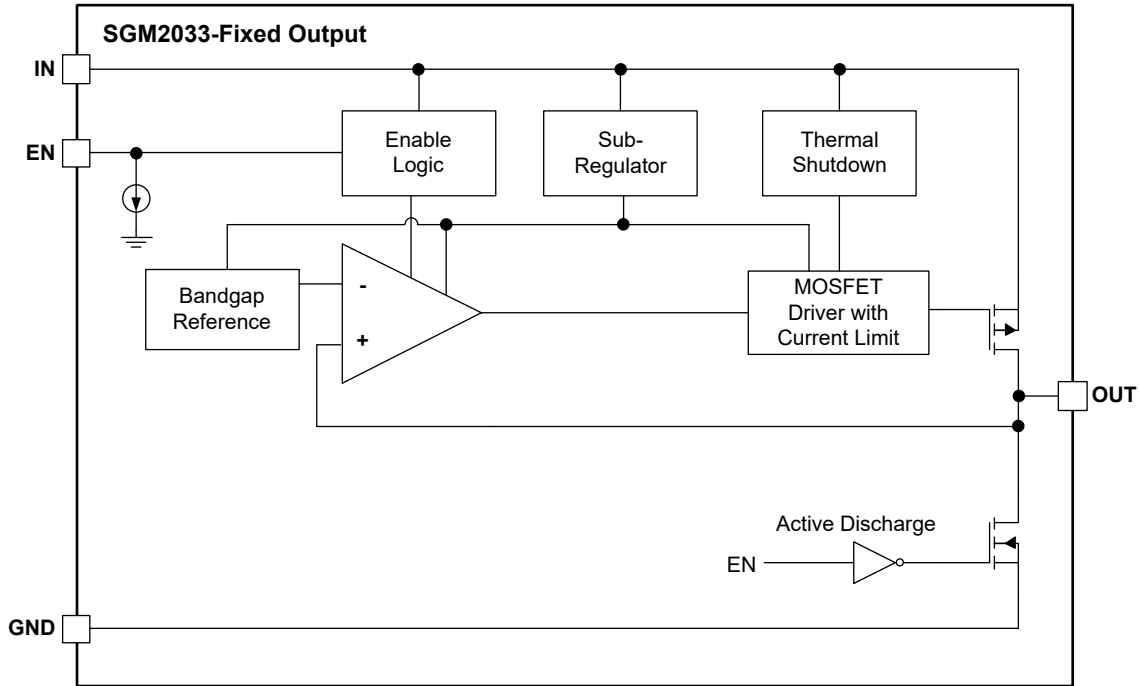 SGM2033-Fixed Output
IN
EN
Enable
Logic
Sub-
Regulator
Thermal
Shutdown
Bandgap
Reference
-
+
MOSFET
Driver with
Current Limit
OUT
Active Discharge
EN
GND